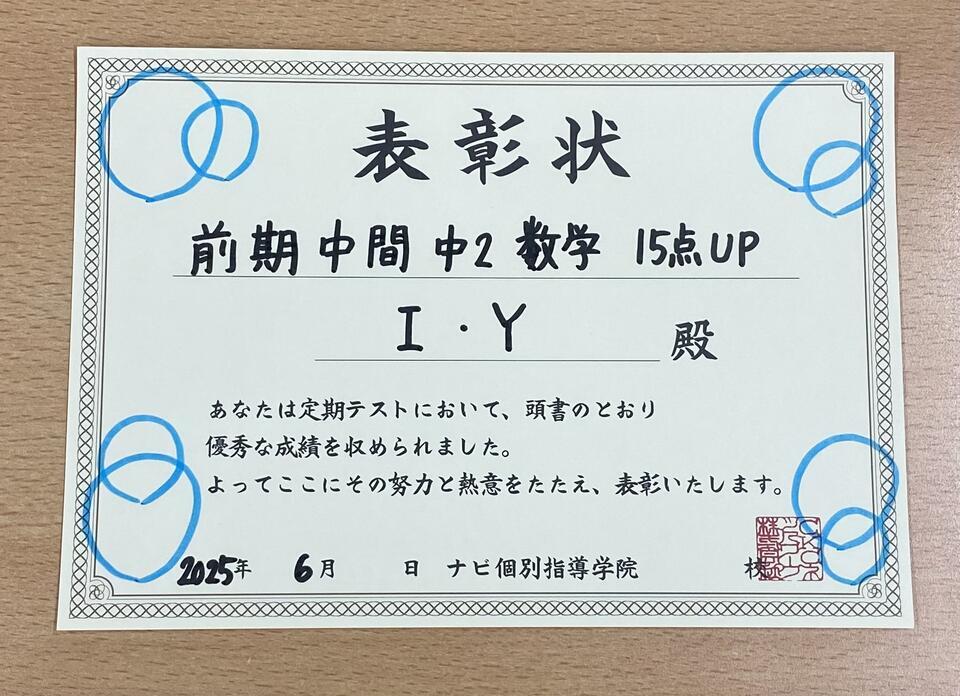 表彰状
前期中間 中2 数学 15点UP
I・Y 殿
あなたは定期テストにおいて、頭書のとおり
優秀な成績を収められました。
よってここにその努力と熱意をたたえ、表彰いたします。
2025年 6月 日 ナビ個別指導学院 校